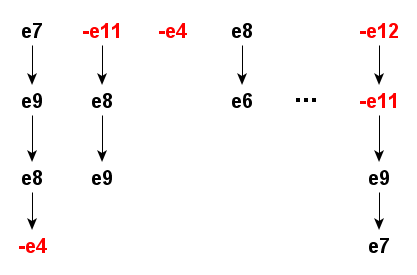 e7 -e11 -e4 e8 -e12
e9 e8 e6 ... -e11
e8 e9 e9
-e4 e7